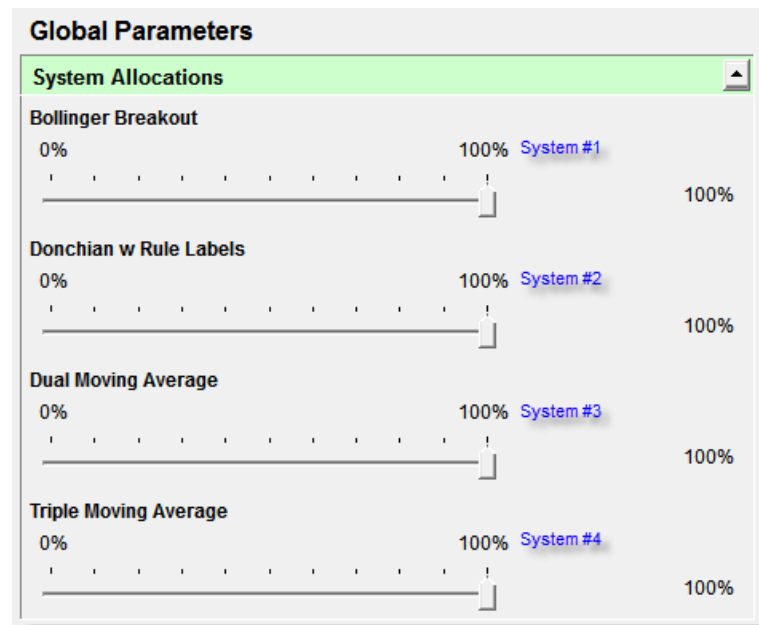 Global Parameters
System Allocations
Bollinger Breakout
0% 100% System #1
100%
Donchian w Rule Labels
0% 100% System #2
100%
Dual Moving Average
0% 100% System #3
100%
Triple Moving Average
0% 100% System #4
100%